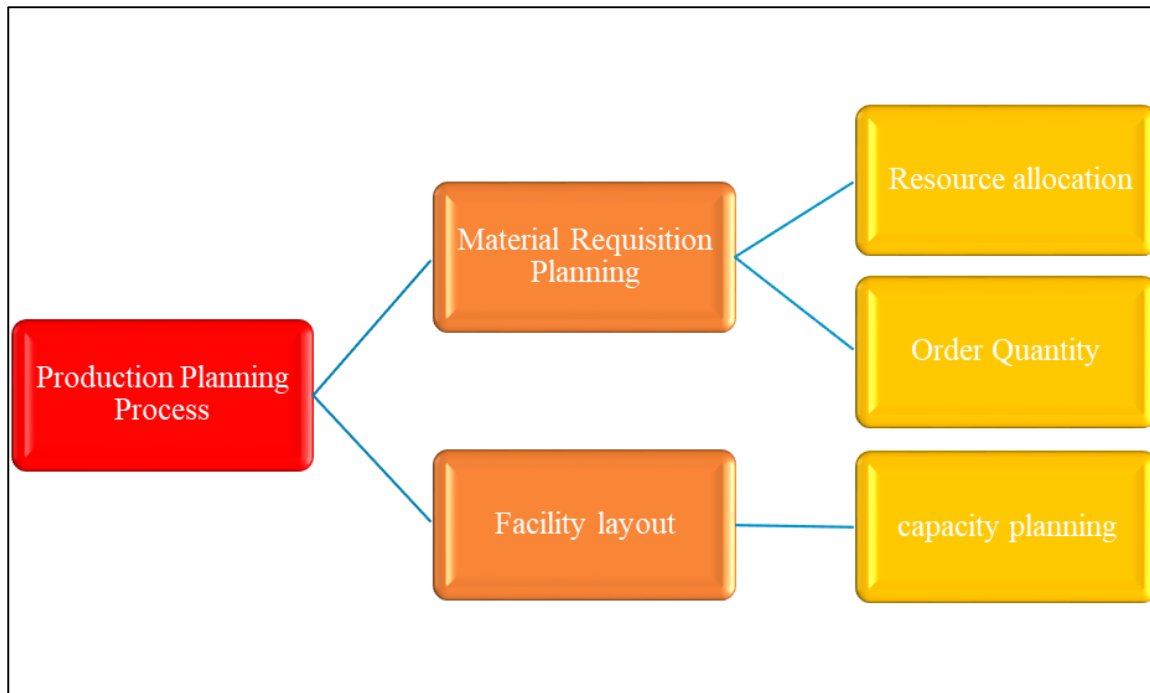 Production Planning
Process
Material Requisition
Planning
Facility layout
Resource allocation
Order Quantity
capacity planning